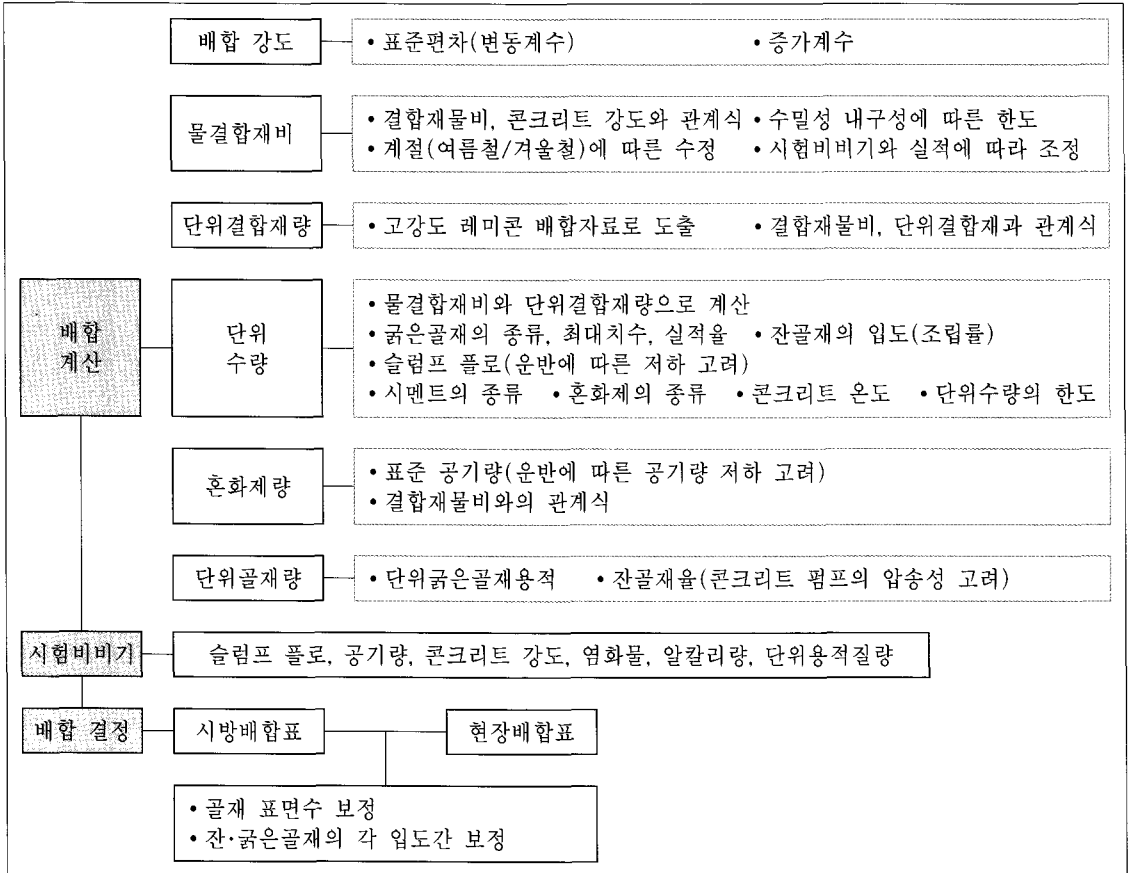 배합 강도
• 표준편차(변동계수) • 증가계수
물결합재비
• 결합재물비, 콘크리트 강도와 관계식 • 수밀성 내구성에 따른 한도
• 계절(여름철/겨울철)에 따른 수정 • 시험비비기와 실적에 따라 조정
단위결합재량
• 고강도 레미콘 배합자료로 도출 • 결합재물비, 단위결합재과 관계식
배합
계산
단위
수량
• 물결합재비와 단위결합재량으로 계산
• 굵은골재의 종류, 최대치수, 실적율 • 잔골재의 입도(조립률)
• 슬럼프 플로(운반에 따른 저하 고려)
• 시멘트의 종류 • 혼화제의 종류 • 콘크리트 온도 • 단위수량의 한도
혼화제량
• 표준 공기량(운반에 따른 공기량 저하 고려)
• 결합재물비와의 관계식
단위골재량
• 단위굵은골재용적 • 잔골재율(콘크리트 펌프의 압송성 고려)
시험비비기
슬럼프 플로, 공기량, 콘크리트 강도, 염화물, 알칼리량, 단위용적질량
배합 결정
시방배합표
현장배합표
• 골재 표면수 보정
• 잔·굵은골재의 각 입도간 보정